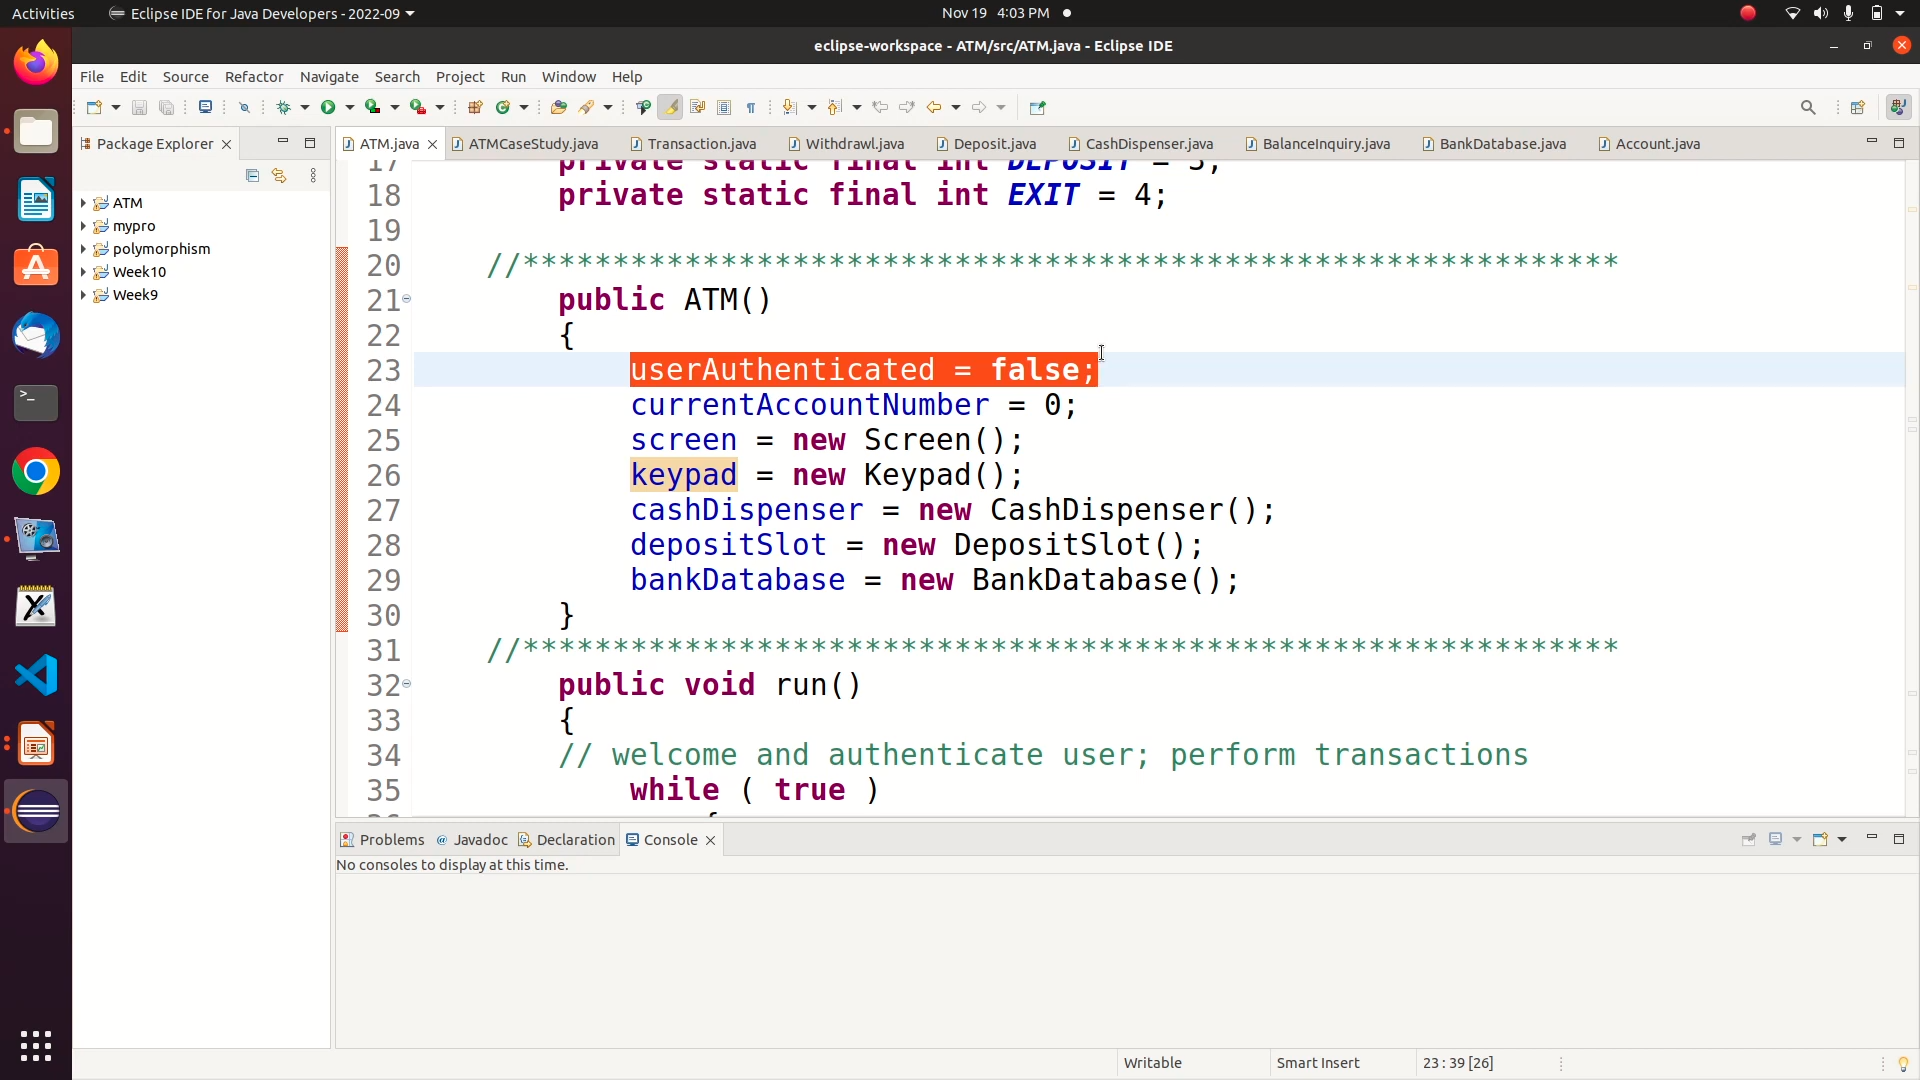 Activities
Eclipse IDE for Java Developers - 2022-09
Nov 19 4:03 PM
eclipse-workspace - ATM/src/ATM.java - Eclipse IDE
File Edit Source Refactor Navigate Search Project Run Window Help
Package Explorer
ATM.java
ATMCaseStudy.java
Transaction.java
Withdrawl.java
Deposit.java
CashDispenser.java
BalanceInquiry.java
BankDatabase.java
Account.java
ATM
mypro
polymorphism
Week10
Week9
17 private static final int DEPOSIT = 3;
18 private static final int EXIT = 4;
19
20 //*************************************************************
21 public ATM()
22 {
23 userAuthenticated = false;
24 currentAccountNumber = 0;
25 screen = new Screen();
26 keypad = new Keypad();
27 cashDispenser = new CashDispenser();
28 depositSlot = new DepositSlot();
29 bankDatabase = new BankDatabase();
30 }
31 //*************************************************************
32 public void run()
33 {
34 // welcome and authenticate user; perform transactions
35 while ( true )
Problems
Javadoc
Declaration
Console
No consoles to display at this time.
Writable
Smart Insert
23 : 39 [26]